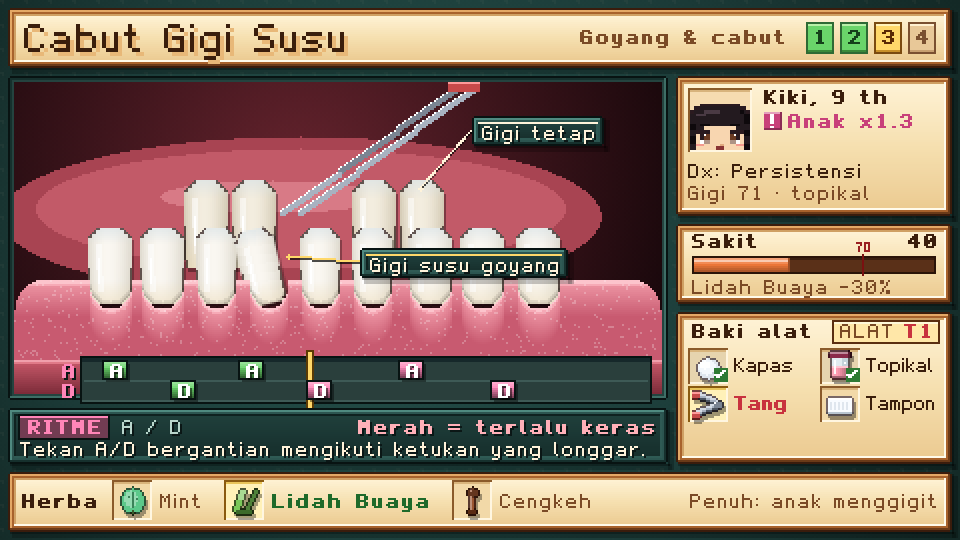 Cabut Gigi Susu
Goyang & cabut 1 2 3 4
Gigi tetap
Gigi susu goyang
A A A A
D D D D
RITME A / D Merah = terlalu keras
Tekan A/D bergantian mengikuti ketukan yang longgar.
Kiki, 9 th
! Anak x1.3
Dx: Persistensi
Gigi 71 · topikal
Sakit 70 40
Lidah Buaya -30%
Baki alat ALAT T1
Kapas Topikal
Tang Tampon
Herba Mint Lidah Buaya Cengkeh Penuh: anak menggigit